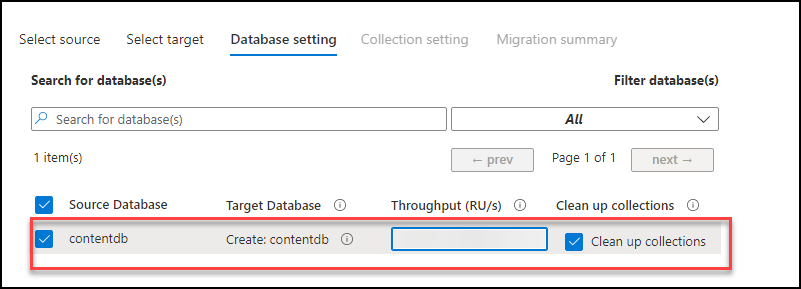 Select source Select target Database setting Collection setting Migration summary
Search for database(s) Filter database(s)
Search for database(s) All
1 item(s) ← prev Page 1 of 1 next →
Source Database Target Database Throughput (RU/s) Clean up collections
contentdb Create: contentdb Clean up collections